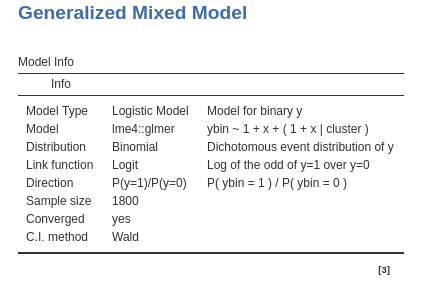 Generalized Mixed Model
Model Info
Info
Model Type Logistic Model Model for binary y
Model lme4::glmer ybin ~ 1 + x + ( 1 + x | cluster )
Distribution Binomial Dichotomous event distribution of y
Link function Logit Log of the odd of y=1 over y=0
Direction P(y=1)/P(y=0) P( ybin = 1 ) / P( ybin = 0 )
Sample size 1800
Converged yes
C.I. method Wald
[3]